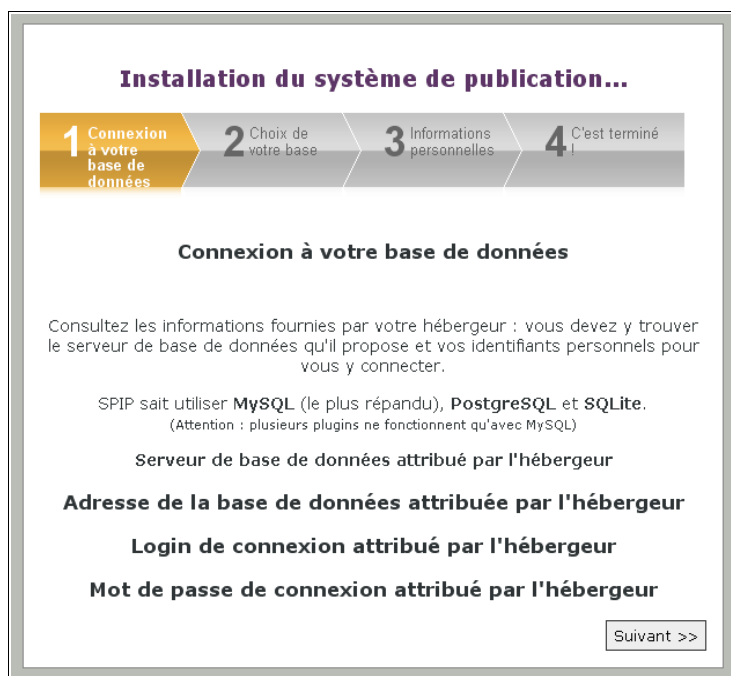 Installation du système de publication...
1 Connexion
à votre
base de
données
2 Choix de
votre base
3 Informations
personnelles
4 C'est terminé
!
Connexion à votre base de données
Consultez les informations fournies par votre hébergeur : vous devez y trouver
le serveur de base de données qu'il propose et vos identifiants personnels pour
vous y connecter.
SPIP sait utiliser MySQL (le plus répandu), PostgreSQL et SQLite.
(Attention : plusieurs plugins ne fonctionnent qu'avec MySQL)
Serveur de base de données attribué par l'hébergeur
Adresse de la base de données attribuée par l'hébergeur
Login de connexion attribué par l'hébergeur
Mot de passe de connexion attribué par l'hébergeur
Suivant >>